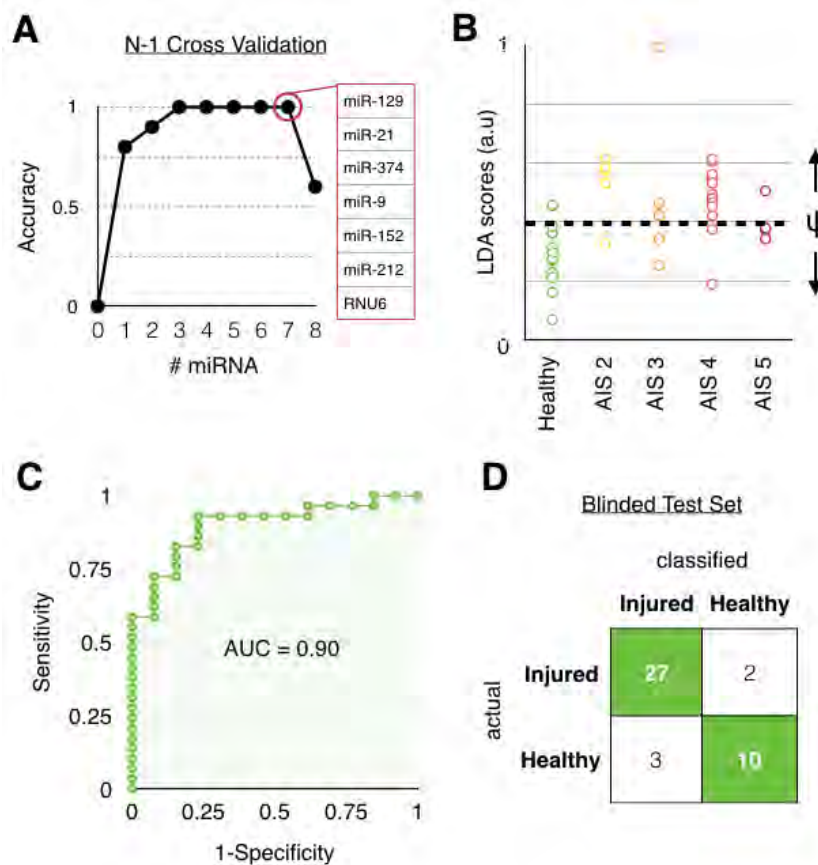 A
N-1 Cross Validation
1
0.5
0
Accuracy
0 1 2 3 4 5 6 7 8
# miRNA
miR-129
miR-21
miR-374
miR-9
miR-152
miR-212
RNU6
B
1
0
LDA scores (a.u)
Healthy
AIS 2
AIS 3
AIS 4
AIS 5
C
1
0.75
0.5
0.25
0
Sensitivity
AUC = 0.90
0 0.25 0.5 0.75 1
1-Specificity
D
Blinded Test Set
classified
Injured Healthy
actual
Injured 27 2
Healthy 3 10